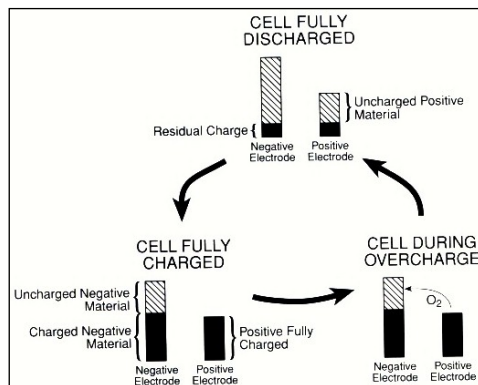 CELL FULLY
DISCHARGED
Uncharged Positive
Material
Residual Charge
Negative
Electrode
Positive
Electrode
CELL FULLY
CHARGED
Uncharged Negative
Material
Charged Negative
Material
Positive Fully
Charged
Negative
Electrode
Positive
Electrode
CELL DURING
OVERCHARGE
O₂
Negative
Electrode
Positive
Electrode